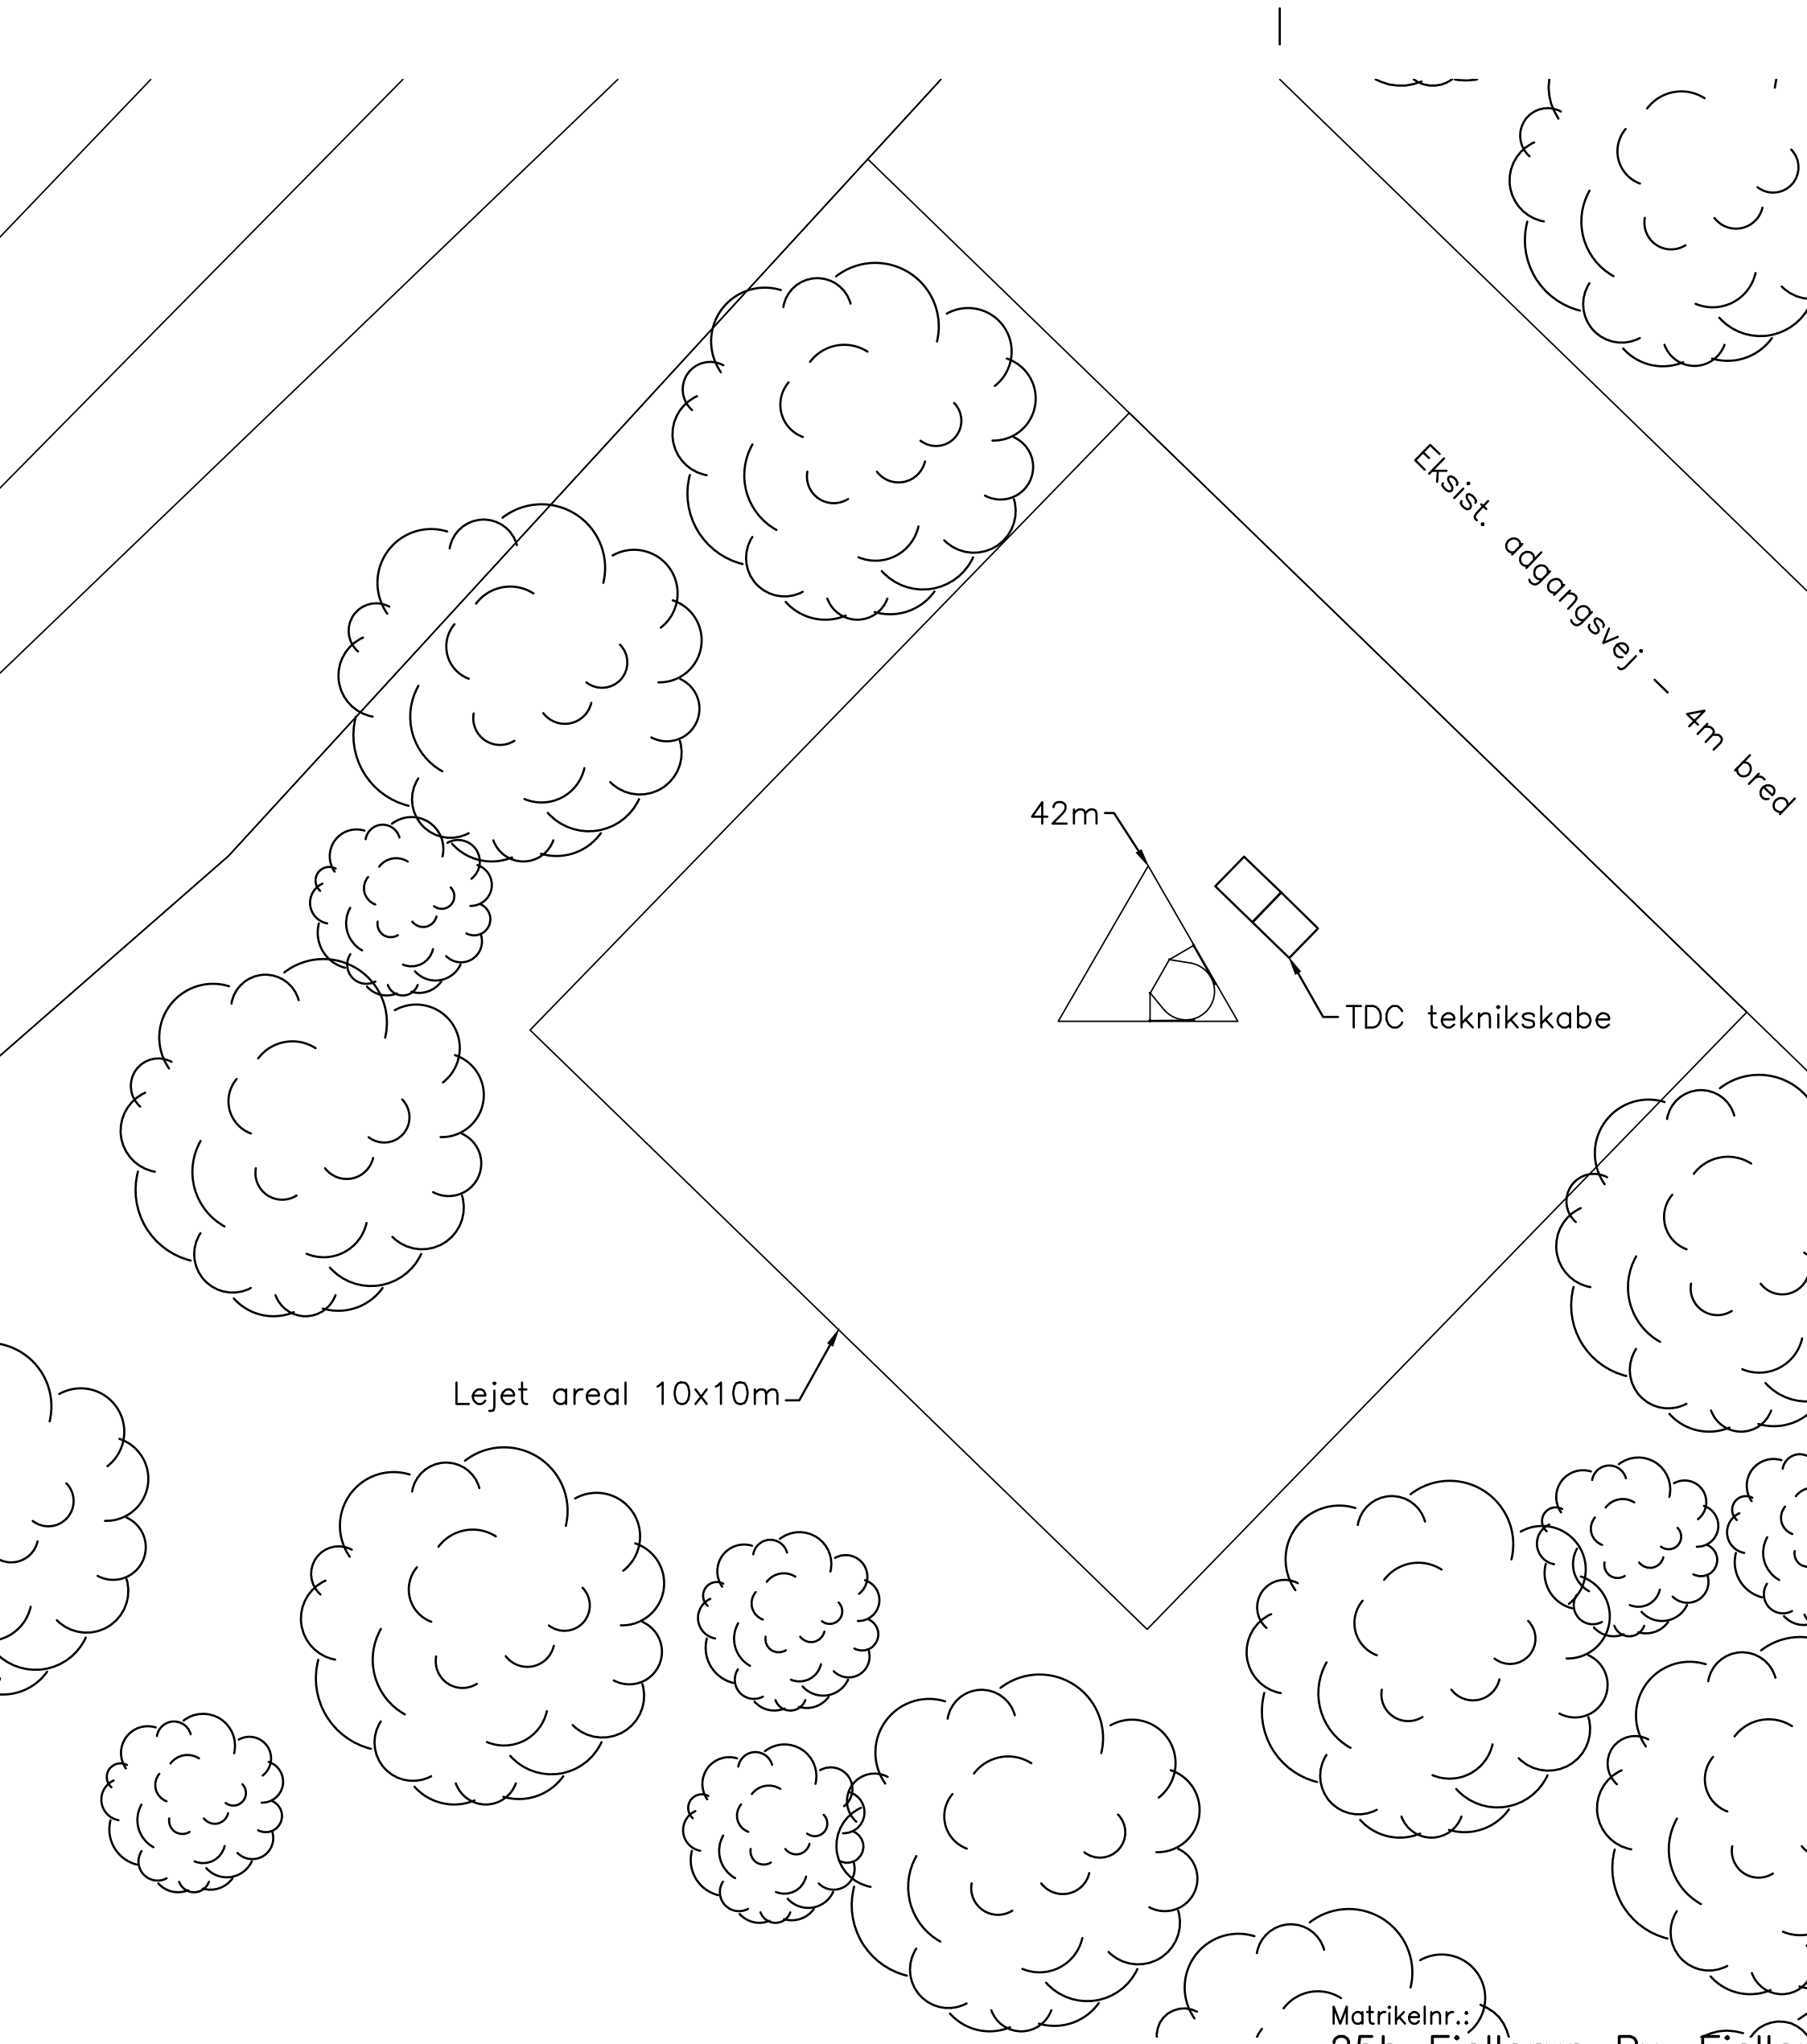 Eksist. adgangsvej – 4m bred
42m
TDC teknikskabe
Lejet areal 10x10m
Matrikelnr.: